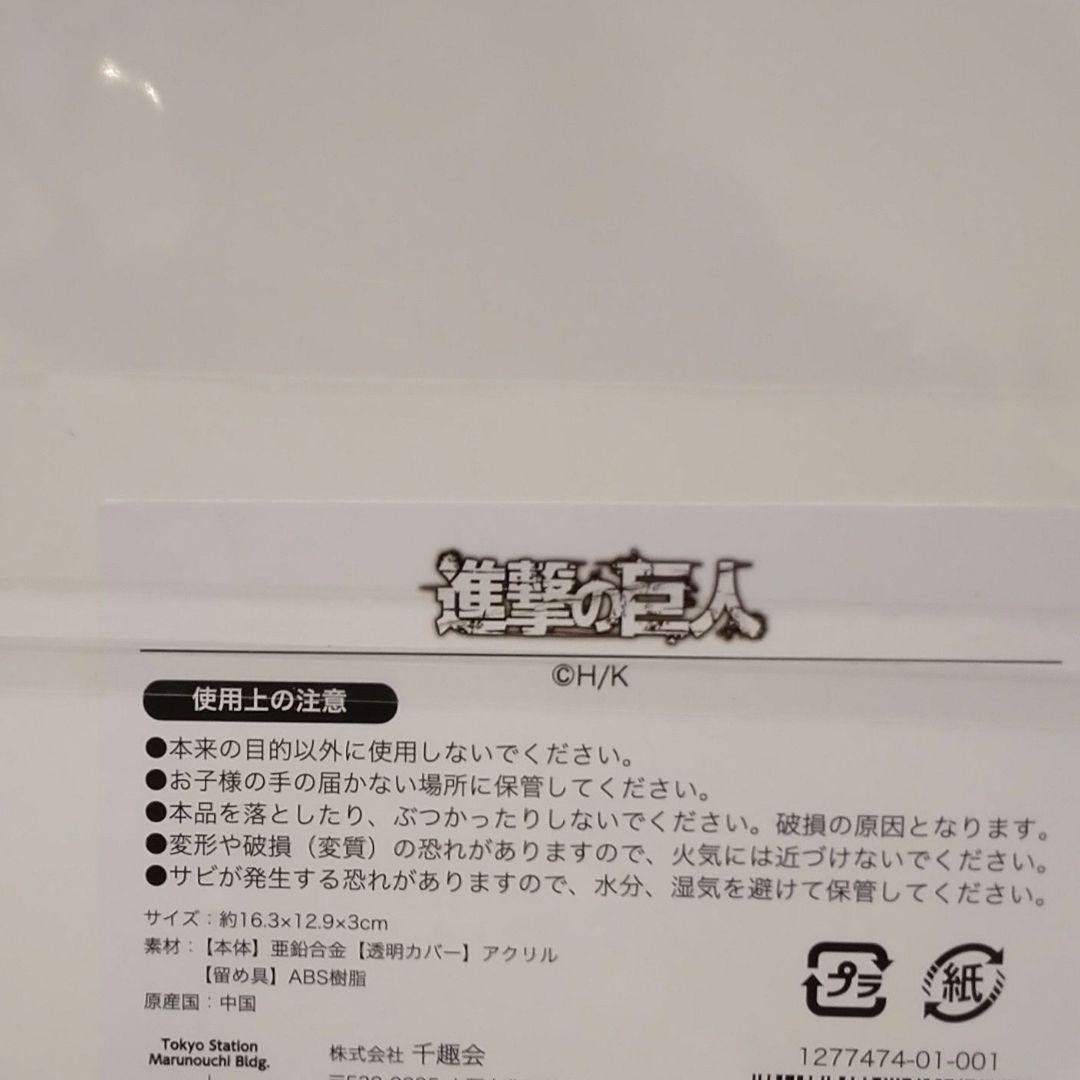 進撃の巨人
©H/K
使用上の注意
●本来の目的以外に使用しないでください。
●お子様の手の届かない場所に保管してください。
●本品を落としたり、ぶつかったりしないでください。破損の原因となります。
●変形や破損（変質）の恐れがありますので、火気には近づけないでください。
●サビが発生する恐れがありますので、水分、湿気を避けて保管してください。
サイズ：約16.3×12.9×3cm
素材：【本体】亜鉛合金【透明カバー】アクリル
【留め具】ABS樹脂
原産国：中国
プラ
紙
Tokyo Station
Marunouchi Bldg.
株式会社 千趣会
1277474-01-001